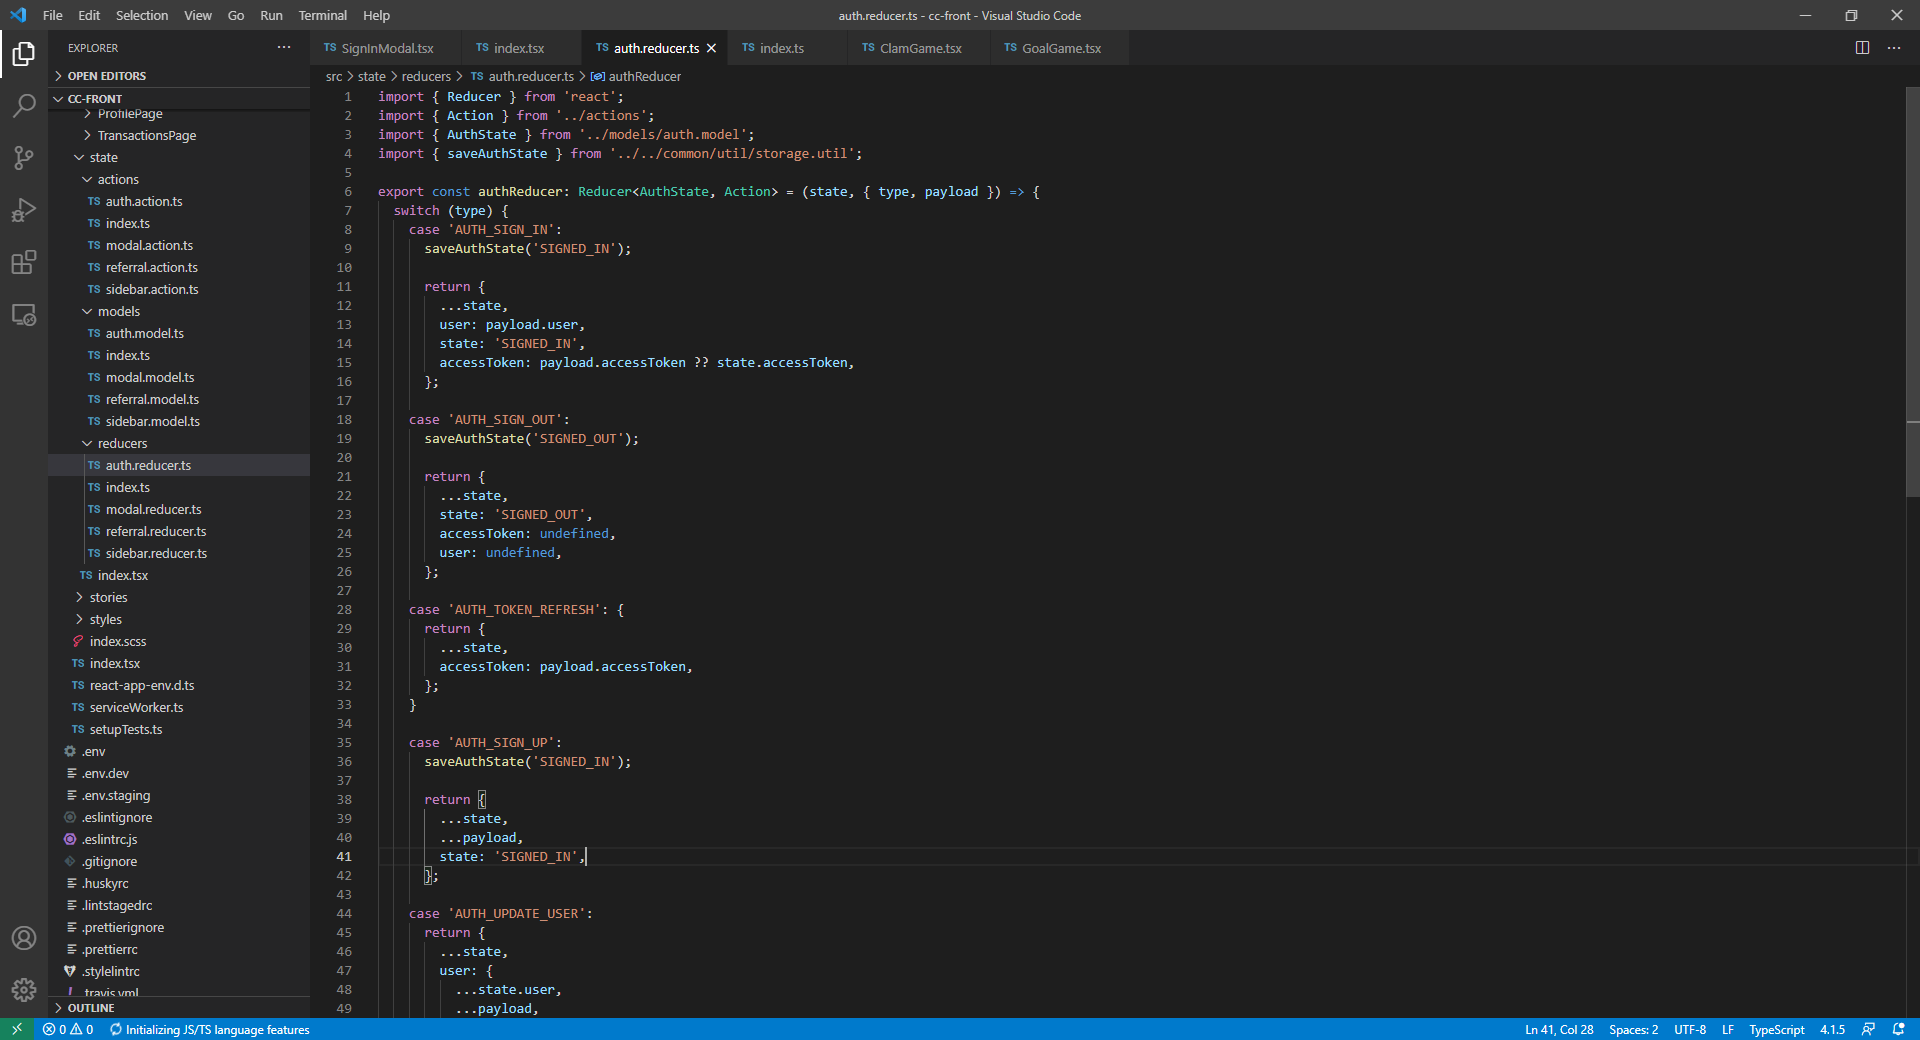 File Edit Selection View Go Run Terminal Help
auth.reducer.ts - cc-front - Visual Studio Code
EXPLORER
OPEN EDITORS
CC-FRONT
ProfilePage
TransactionsPage
state
actions
TS auth.action.ts
TS index.ts
TS modal.action.ts
TS referral.action.ts
TS sidebar.action.ts
models
TS auth.model.ts
TS index.ts
TS modal.model.ts
TS referral.model.ts
TS sidebar.model.ts
reducers
TS auth.reducer.ts
TS index.ts
TS modal.reducer.ts
TS referral.reducer.ts
TS sidebar.reducer.ts
TS index.tsx
stories
styles
index.scss
TS index.tsx
TS react-app-env.d.ts
TS serviceWorker.ts
TS setupTests.ts
.env
.env.dev
.env.staging
.eslintignore
.eslintrc.js
.gitignore
.huskyrc
.lintstagedrc
.prettierignore
.prettierrc
.stylelintrc
.travis.yml
OUTLINE
TS SignInModal.tsx TS index.tsx TS auth.reducer.ts TS index.ts TS ClamGame.tsx TS GoalGame.tsx
src > state > reducers > TS auth.reducer.ts > authReducer
1 import { Reducer } from 'react';
2 import { Action } from '../actions';
3 import { AuthState } from '../models/auth.model';
4 import { saveAuthState } from '../../common/util/storage.util';
5
6 export const authReducer: Reducer<AuthState, Action> = (state, { type, payload }) => {
7 switch (type) {
8 case 'AUTH_SIGN_IN':
9 saveAuthState('SIGNED_IN');
10
11 return {
12 ...state,
13 user: payload.user,
14 state: 'SIGNED_IN',
15 accessToken: payload.accessToken ?? state.accessToken,
16 };
17
18 case 'AUTH_SIGN_OUT':
19 saveAuthState('SIGNED_OUT');
20
21 return {
22 ...state,
23 state: 'SIGNED_OUT',
24 accessToken: undefined,
25 user: undefined,
26 };
27
28 case 'AUTH_TOKEN_REFRESH': {
29 return {
30 ...state,
31 accessToken: payload.accessToken,
32 };
33 }
34
35 case 'AUTH_SIGN_UP':
36 saveAuthState('SIGNED_IN');
37
38 return {
39 ...state,
40 ...payload,
41 state: 'SIGNED_IN',
42 };
43
44 case 'AUTH_UPDATE_USER':
45 return {
46 ...state,
47 user: {
48 ...state.user,
49 ...payload,
0 0 Initializing JS/TS language features
Ln 41, Col 28 Spaces: 2 UTF-8 LF TypeScript 4.1.5